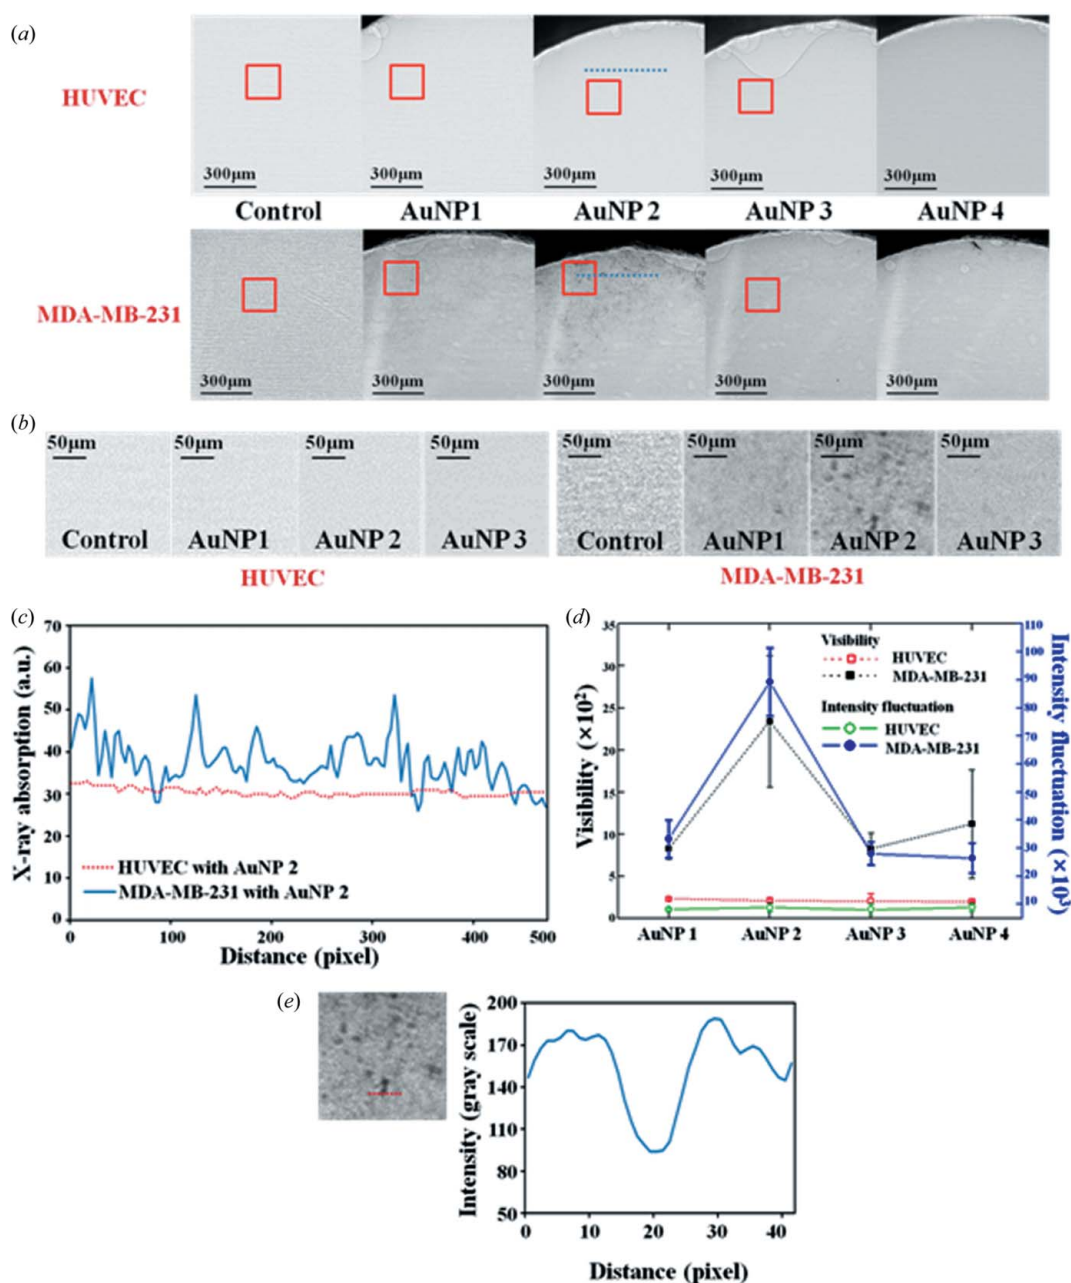 (a)
HUVEC
300μm 300μm 300μm 300μm 300μm
Control AuNP1 AuNP 2 AuNP 3 AuNP 4
MDA-MB-231
300μm 300μm 300μm 300μm 300μm
(b)
50μm 50μm 50μm 50μm 50μm 50μm 50μm 50μm
Control AuNP1 AuNP 2 AuNP 3 Control AuNP1 AuNP 2 AuNP 3
HUVEC MDA-MB-231
(c)
X-ray absorption (a.u.)
70
60
50
40
30
20
10
0
HUVEC with AuNP 2
MDA-MB-231 with AuNP 2
0 100 200 300 400 500
Distance (pixel)
(d)
Visibility (×10²)
35
30
25
20
15
10
5
0
Visibility
HUVEC
MDA-MB-231
Intensity fluctuation
HUVEC
MDA-MB-231
110
100
90
80
70
60
50
40
30
20
10
Intensity fluctuation (×10³)
AuNP 1 AuNP 2 AuNP 3 AuNP 4
(e)
Intensity (gray scale)
200
170
140
110
80
50
0 10 20 30 40
Distance (pixel)